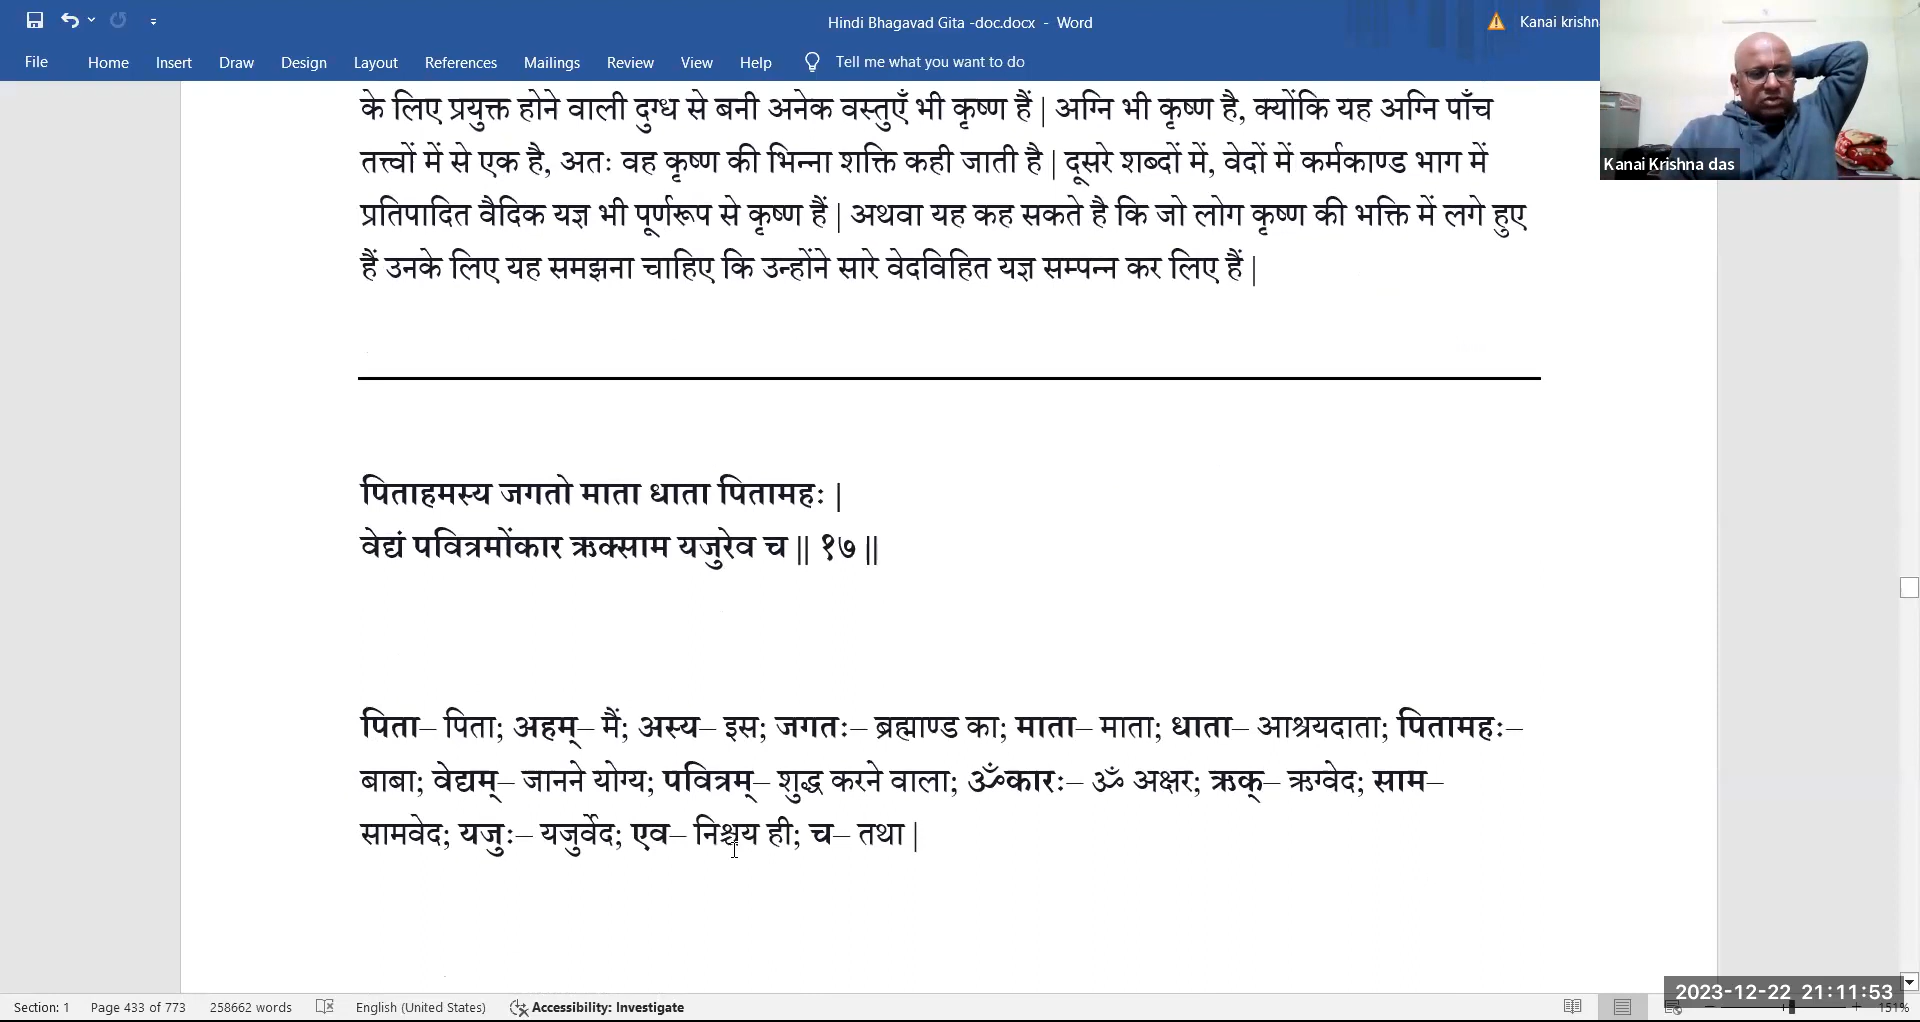 Hindi Bhagavad Gita -doc.docx - Word
Kanai krishn
File Home Insert Draw Design Layout References Mailings Review View Help Tell me what you want to do
Kanai Krishna das
के लिए प्रयुक्त होने वाली दुग्ध से बनी अनेक वस्तुएँ भी कृष्ण हैं | अग्नि भी कृष्ण है, क्योंकि यह अग्नि पाँच
तत्त्वों में से एक है, अतः वह कृष्ण की भिन्ना शक्ति कही जाती है | दूसरे शब्दों में, वेदों में कर्मकाण्ड भाग में
प्रतिपादित वैदिक यज्ञ भी पूर्णरूप से कृष्ण हैं | अथवा यह कह सकते है कि जो लोग कृष्ण की भक्ति में लगे हुए
हैं उनके लिए यह समझना चाहिए कि उन्होंने सारे वेदविहित यज्ञ सम्पन्न कर लिए हैं |
पिताहमस्य जगतो माता धाता पितामहः |
वेद्यं पवित्रमोंकार ऋक्साम यजुरेव च || १७ ||
पिता– पिता; अहम्– मैं; अस्य– इस; जगतः– ब्रह्माण्ड का; माता– माता; धाता– आश्रयदाता; पितामहः–
बाबा; वेद्यम्– जानने योग्य; पवित्रम्– शुद्ध करने वाला; ॐकारः– ॐ अक्षर; ऋक्– ऋग्वेद; साम–
सामवेद; यजुः– यजुर्वेद; एव– निश्चय ही; च– तथा |
2023-12-22 21:11:53
Section: 1 Page 433 of 773 258662 words English (United States) Accessibility: Investigate 151%